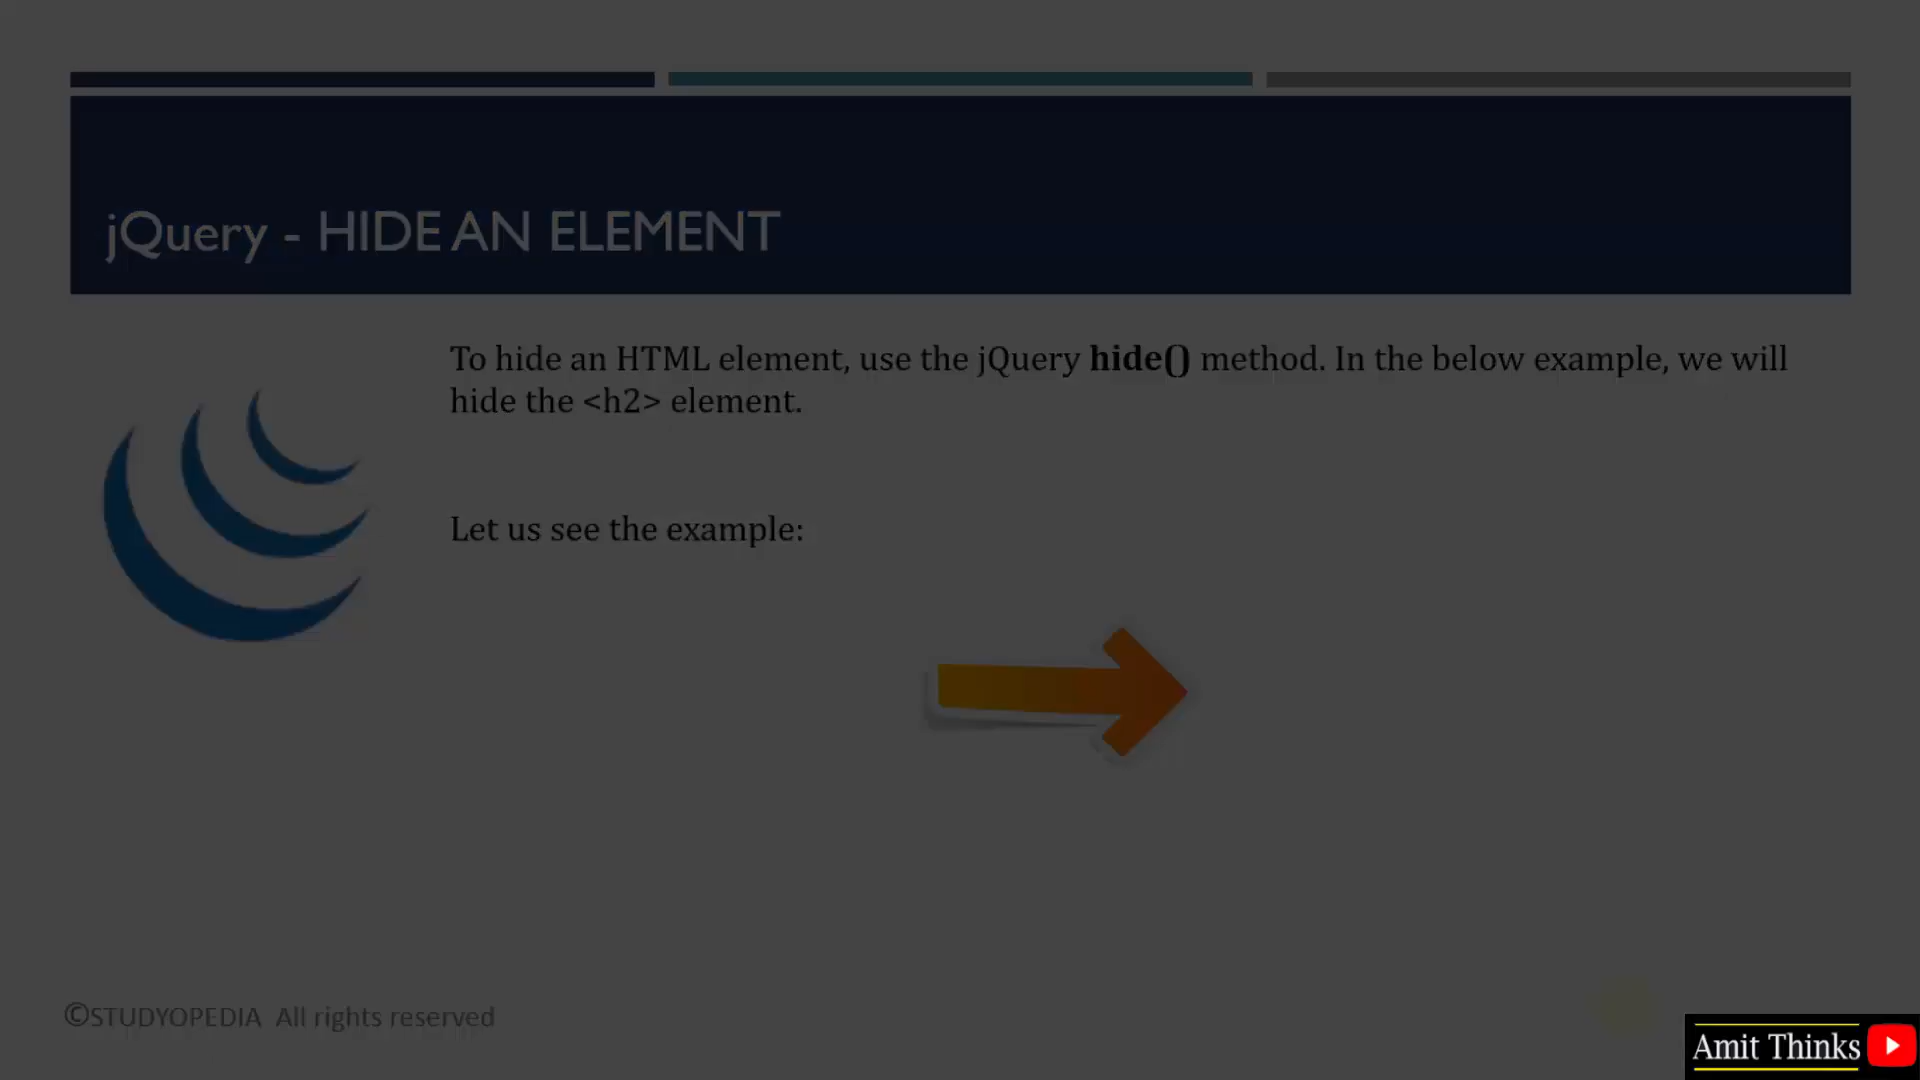 jQuery - HIDE AN ELEMENT
To hide an HTML element, use the jQuery hide() method. In the below example, we will
hide the <h2> element.
Let us see the example:
©STUDYOPEDIA All rights reserved
Amit Thinks